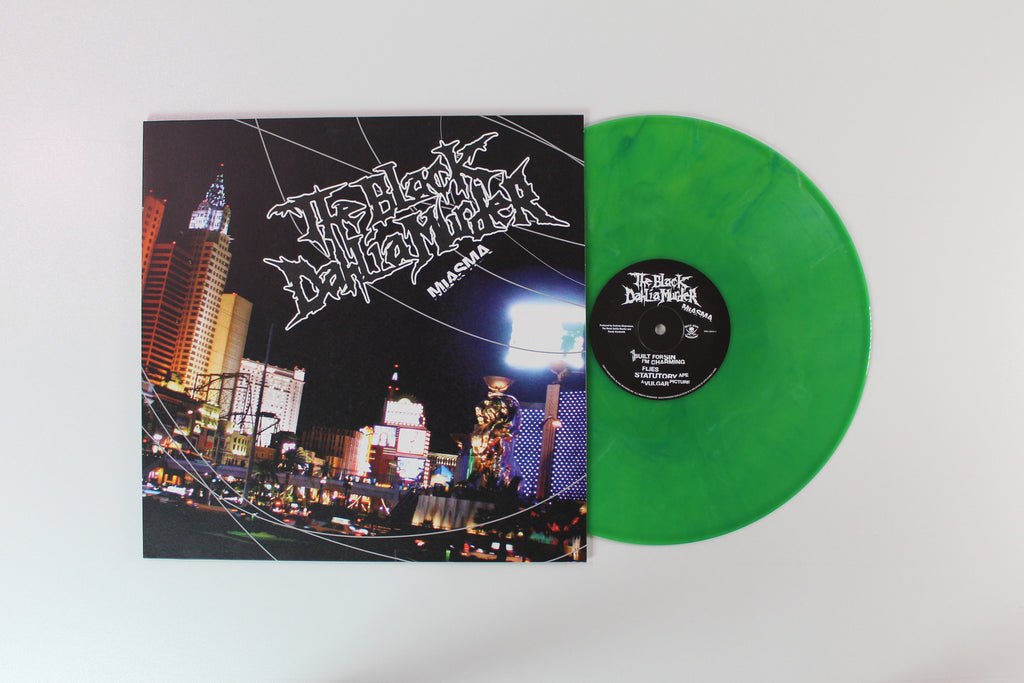 The Black
Dahlia Murder
MIASMA
The Black
Dahlia Murder
MIASMA
BUILT FOR SIN
I'M CHARMING
FLIES
STATUTORY APE
A VULGAR PICTURE